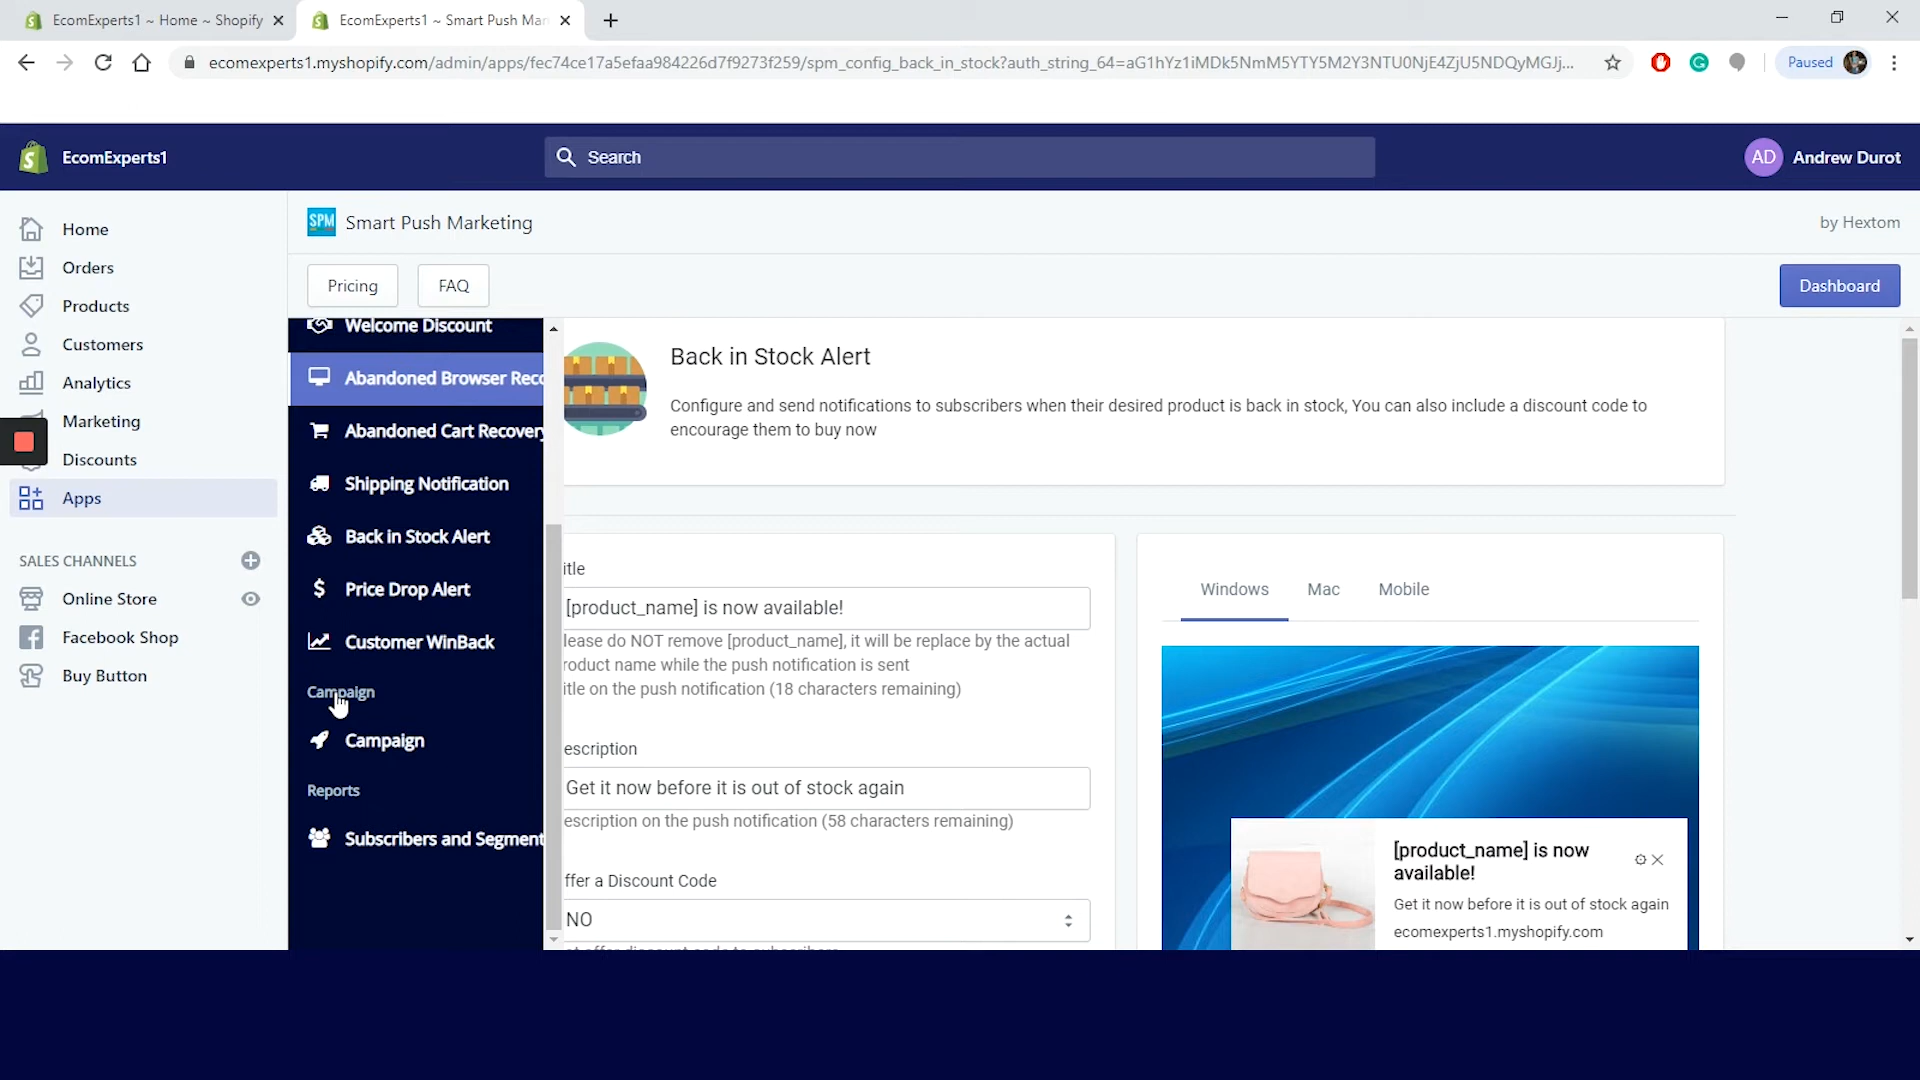 EcomExperts1 ~ Home ~ Shopify
EcomExperts1 ~ Smart Push Mar
ecomexperts1.myshopify.com/admin/apps/fec74ce17a5efaa984226d7f9273f259/spm_config_back_in_stock?auth_string_64=aG1hYz1iMDk5NmM5YTY5M2Y3NTU0NjE4ZjU5NDQyMGJj...
Paused
EcomExperts1
Search
AD Andrew Durot
Home
Orders
Products
Customers
Analytics
Marketing
Discounts
Apps
SALES CHANNELS
Online Store
Facebook Shop
Buy Button
SPM Smart Push Marketing
by Hextom
Pricing
FAQ
Dashboard
Welcome Discount
Abandoned Browser Reco
Abandoned Cart Recovery
Shipping Notification
Back in Stock Alert
Price Drop Alert
Customer WinBack
Campaign
Campaign
Reports
Subscribers and Segment
Back in Stock Alert
Configure and send notifications to subscribers when their desired product is back in stock, You can also include a discount code to
encourage them to buy now
itle
[product_name] is now available!
lease do NOT remove [product_name], it will be replace by the actual
roduct name while the push notification is sent
itle on the push notification (18 characters remaining)
escription
Get it now before it is out of stock again
escription on the push notification (58 characters remaining)
ffer a Discount Code
NO
Windows
Mac
Mobile
[product_name] is now
available!
Get it now before it is out of stock again
ecomexperts1.myshopify.com